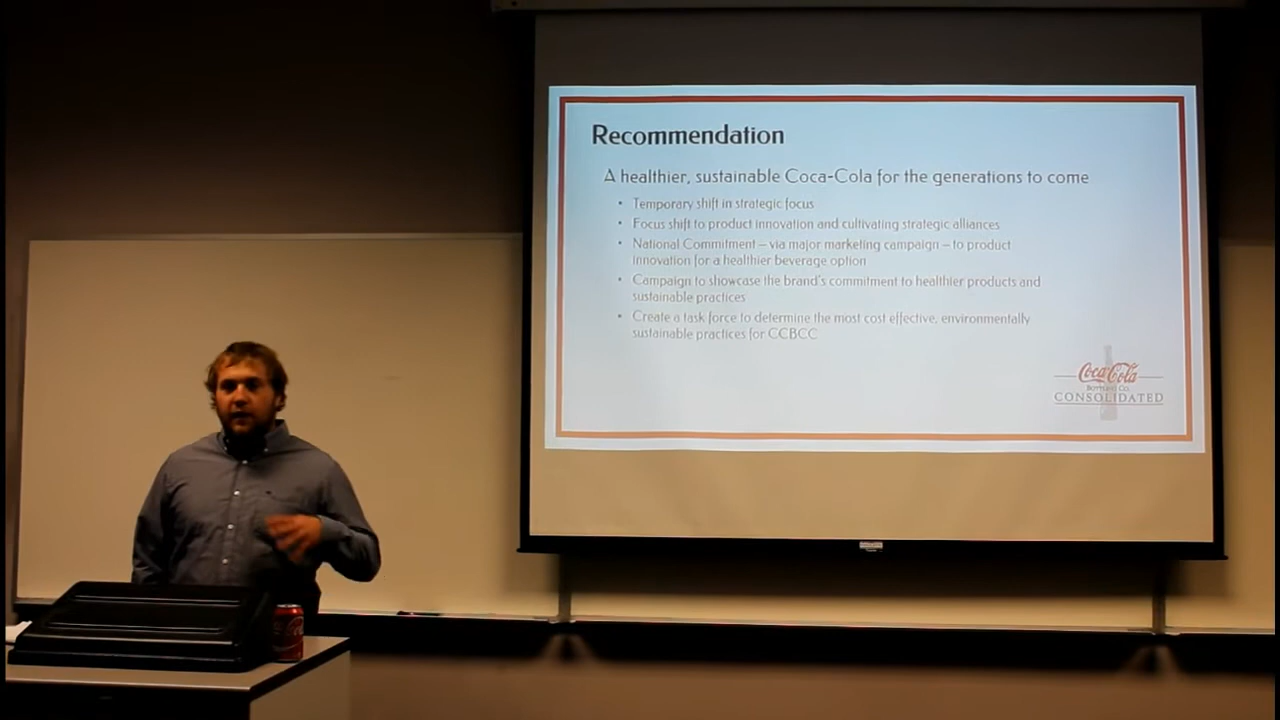 Recommendation
A healthier, sustainable Coca-Cola for the generations to come
• Temporary shift in strategic focus
• Focus shift to product innovation and cultivating strategic alliances
• National Commitment – via major marketing campaign – to product
innovation for a healthier beverage option
• Campaign to showcase the brand's commitment to healthier products and
sustainable practices
• Create a task force to determine the most cost effective, environmentally
sustainable practices for CCBCC
Coca-Cola
Bottling Co.
CONSOLIDATED